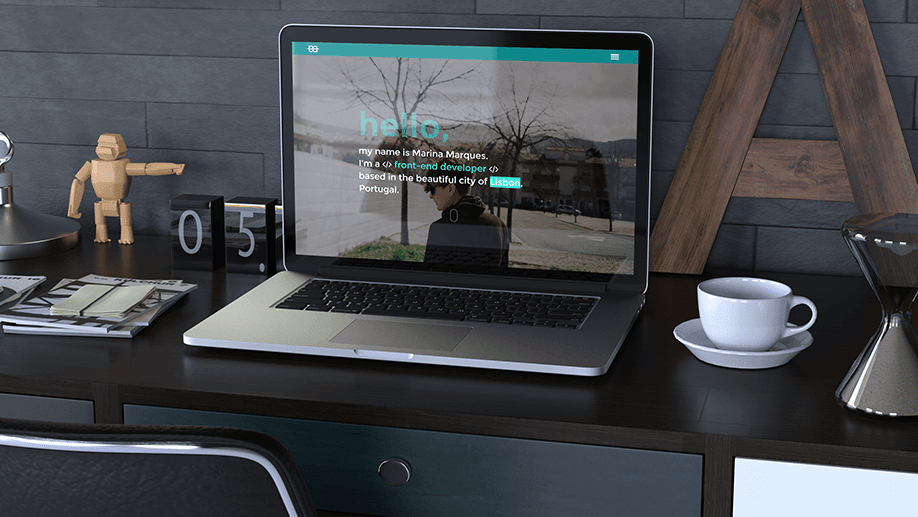 hello,
my name is Marina Marques.
I'm a </> front-end developer </>
based in the beautiful city of Lisbon,
Portugal.
0 5.
A